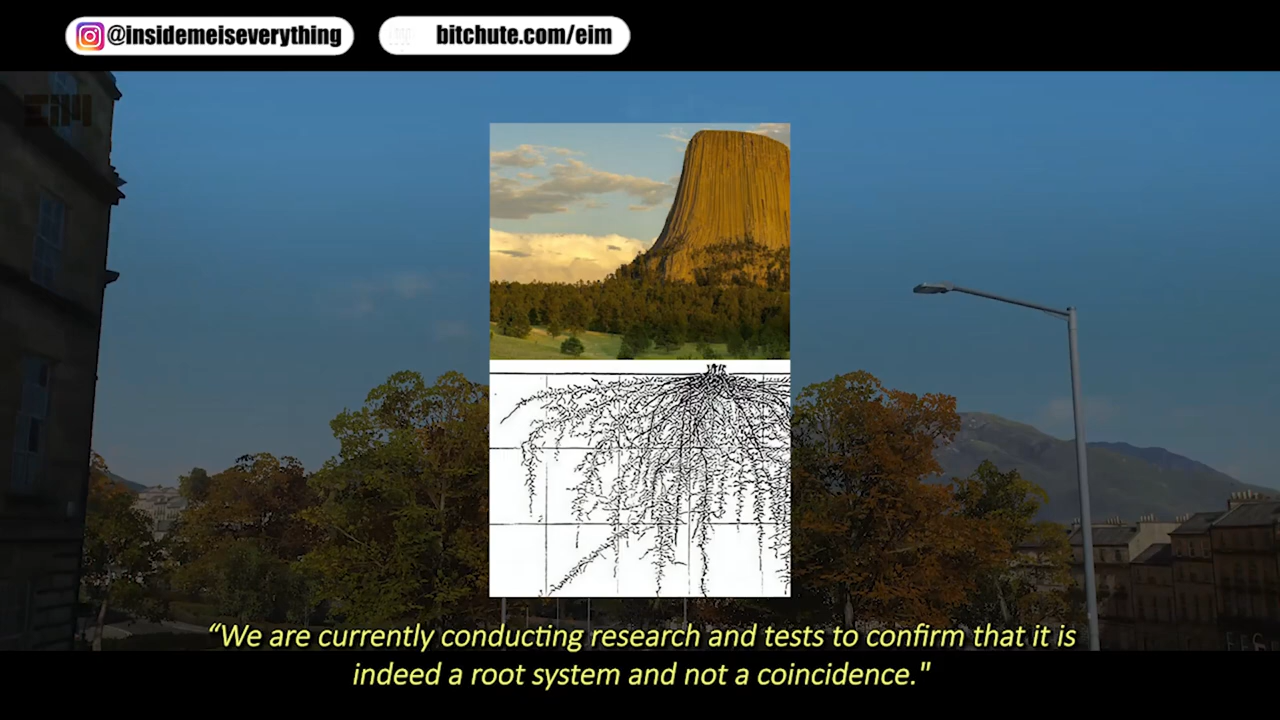 @insidemeiseverything
bitchute.com/eim
EiM
“We are currently conducting research and tests to confirm that it is
indeed a root system and not a coincidence."